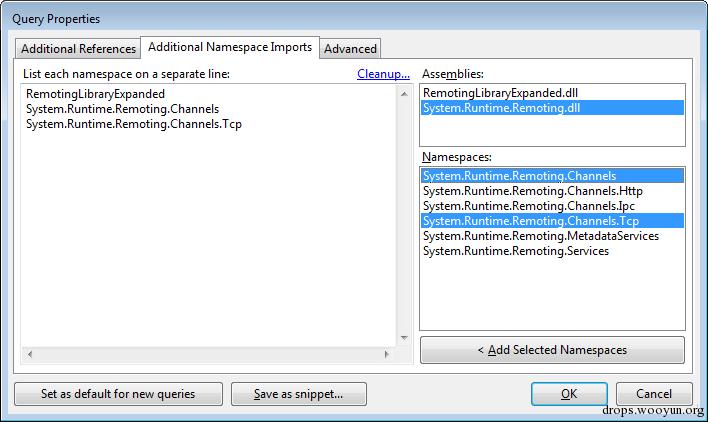 Query Properties
Additional References
Additional Namespace Imports
Advanced
List each namespace on a separate line:
Cleanup...
RemotingLibraryExpanded
System.Runtime.Remoting.Channels
System.Runtime.Remoting.Channels.Tcp
Assemblies:
RemotingLibraryExpanded.dll
System.Runtime.Remoting.dll
Namespaces:
System.Runtime.Remoting.Channels
System.Runtime.Remoting.Channels.Http
System.Runtime.Remoting.Channels.Ipc
System.Runtime.Remoting.Channels.Tcp
System.Runtime.Remoting.MetadataServices
System.Runtime.Remoting.Services
< Add Selected Namespaces
Set as default for new queries
Save as snippet...
OK
Cancel
drops.wooyun.org